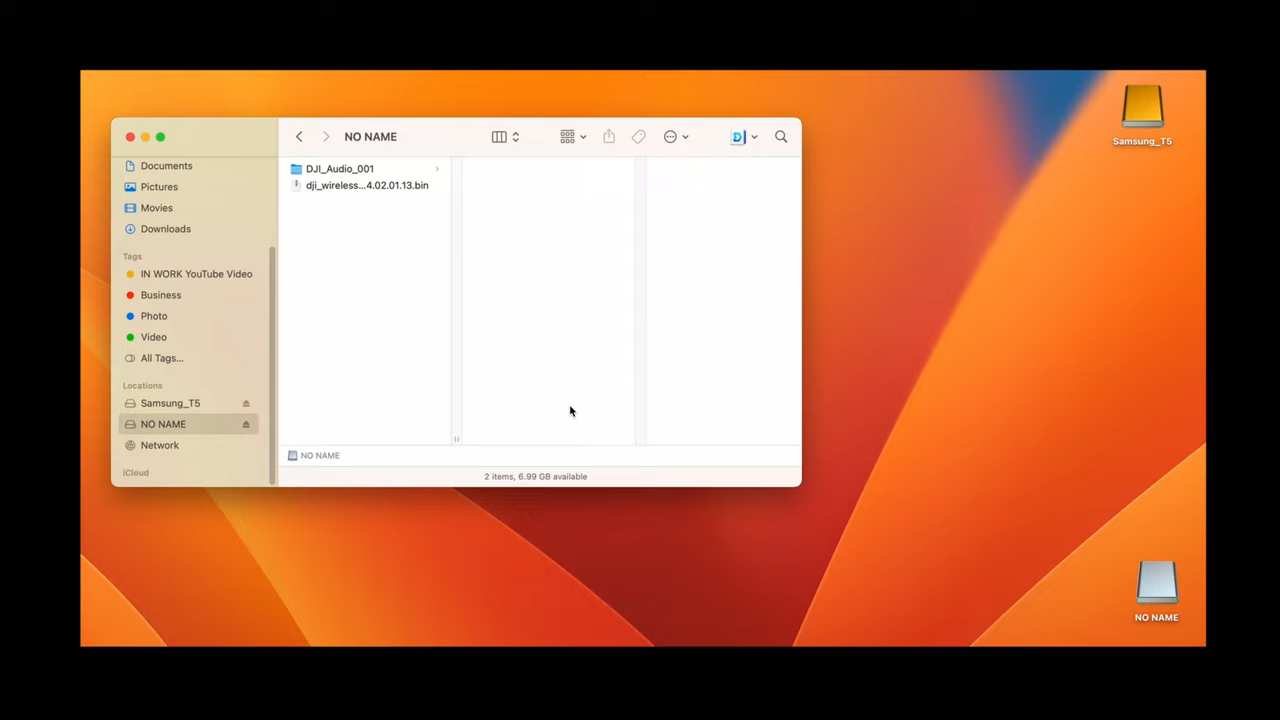 NO NAME
Documents
Pictures
Movies
Downloads
Tags
IN WORK YouTube Video
Business
Photo
Video
All Tags...
Locations
Samsung_T5
NO NAME
Network
iCloud
DJI_Audio_001
dji_wireless...4.02.01.13.bin
NO NAME
2 items, 6.99 GB available
Samsung_T5
NO NAME